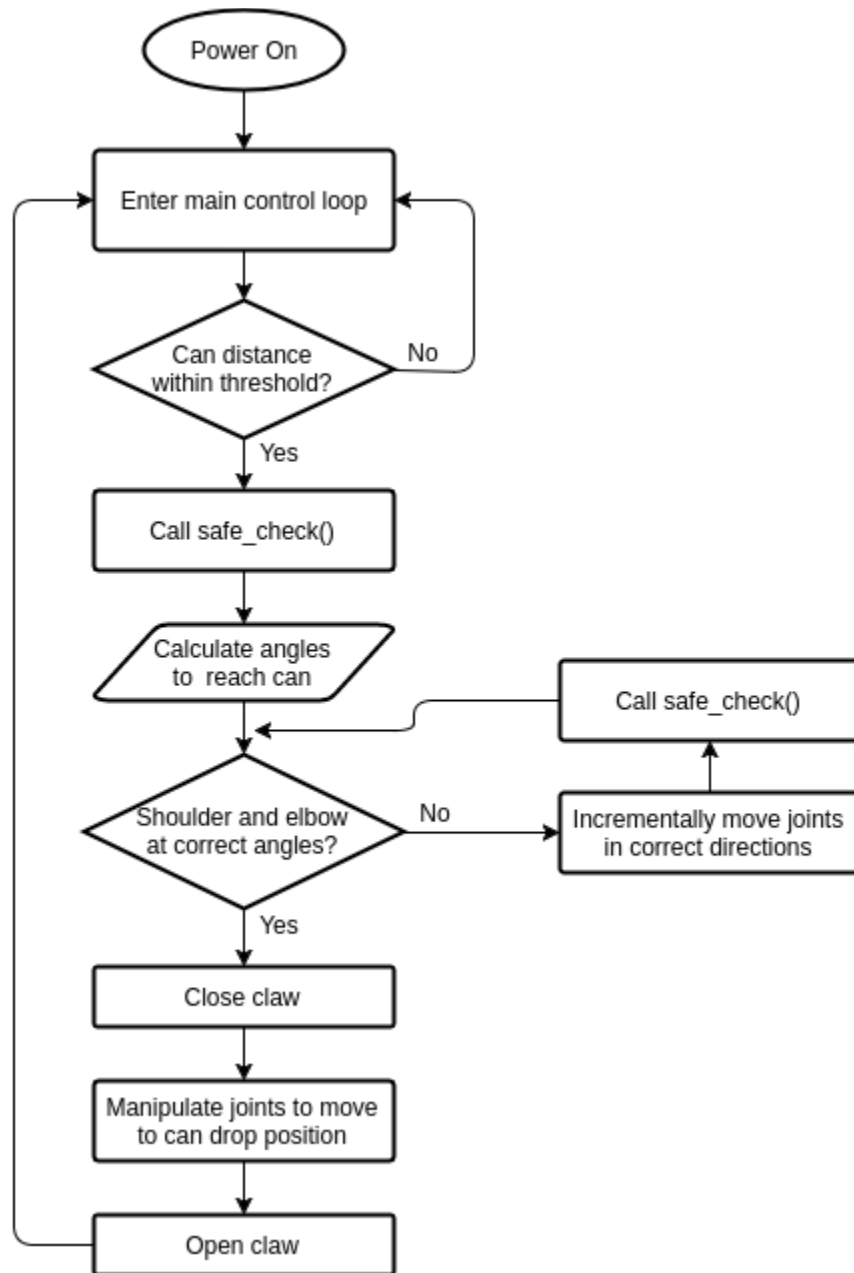 Power On
Enter main control loop
Can distance
within threshold?
No
Yes
Call safe_check()
Calculate angles
to reach can
Call safe_check()
Shoulder and elbow
at correct angles?
No
Incrementally move joints
in correct directions
Yes
Close claw
Manipulate joints to move
to can drop position
Open claw